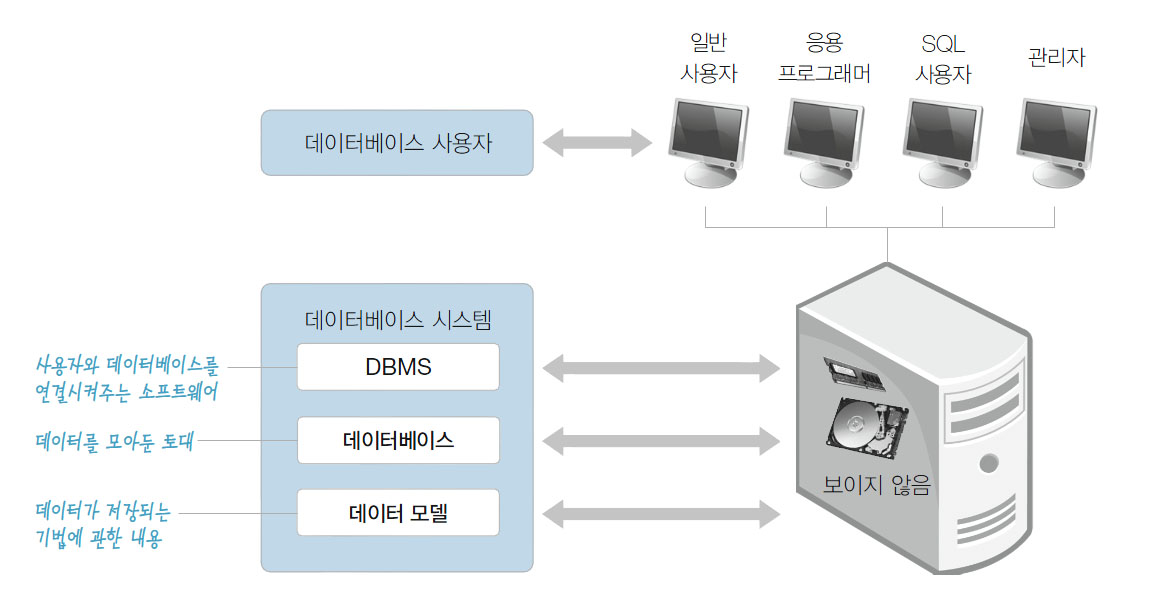 일반
사용자
응용
프로그래머
SQL
사용자
관리자
데이터베이스 사용자
데이터베이스 시스템
사용자와 데이터베이스를
연결시켜주는 소프트웨어
DBMS
데이터를 모아둔 토대
데이터베이스
데이터가 저장되는
기법에 관한 내용
데이터 모델
보이지 않음